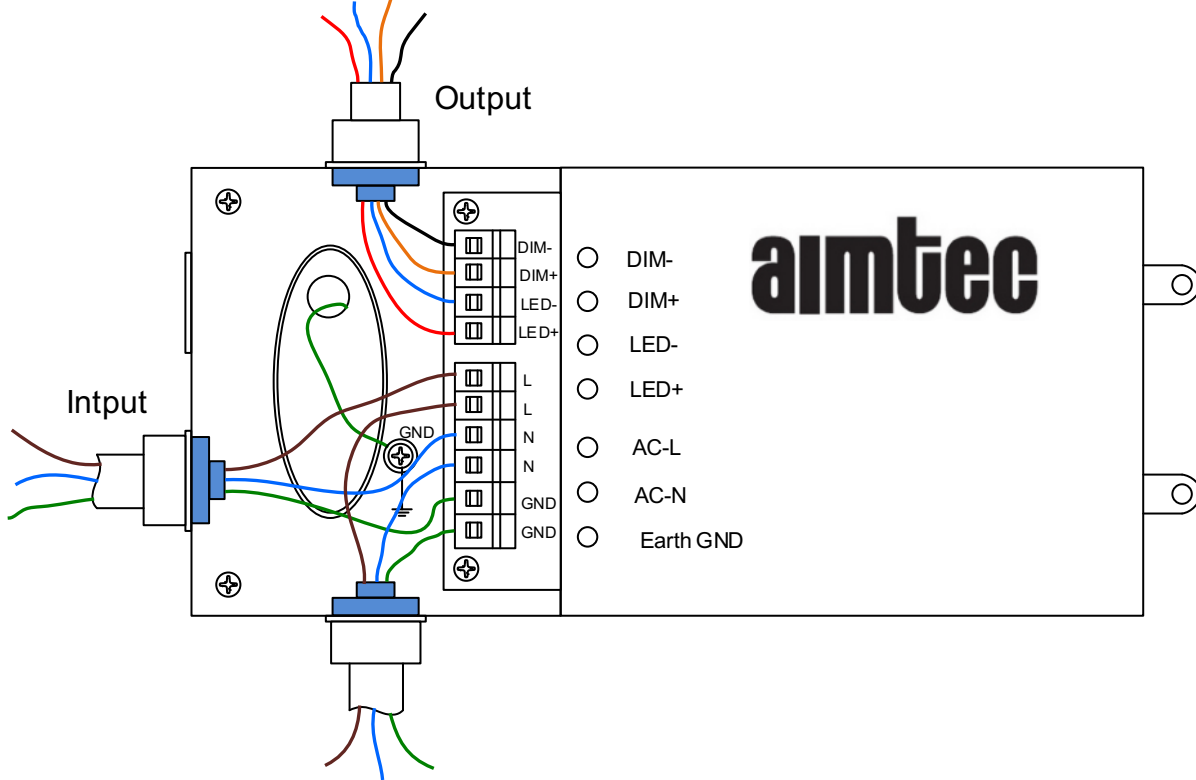 Output
aimtec
DIM-
DIM+
LED-
LED+
L
L
N
N
GND
GND
GND
Intput
DIM-
DIM+
LED-
LED+
AC-L
AC-N
Earth GND